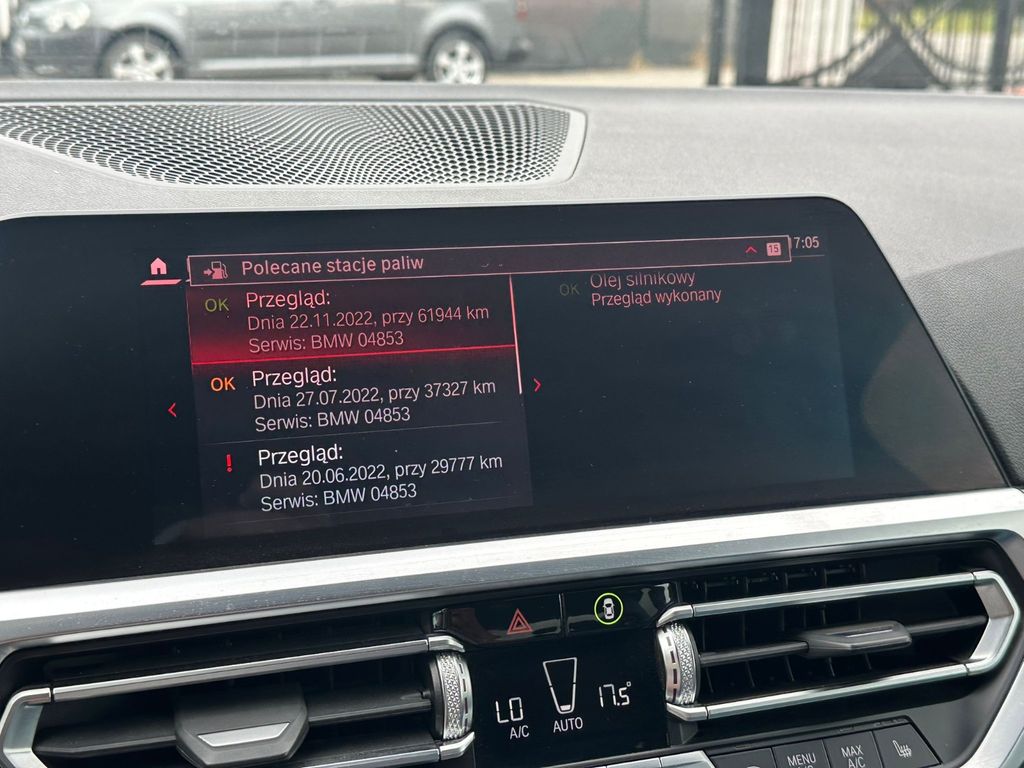 Polecane stacje paliw
15
7:05
OK
Przegląd:
Dnia 22.11.2022, przy 61944 km
Serwis: BMW 04853
OK
Przegląd:
Dnia 27.07.2022, przy 37327 km
Serwis: BMW 04853
!
Przegląd:
Dnia 20.06.2022, przy 29777 km
Serwis: BMW 04853
OK
Olej silnikowy
Przegląd wykonany
LO
A/C
AUTO
17.5°
MENU
MAX
A/C